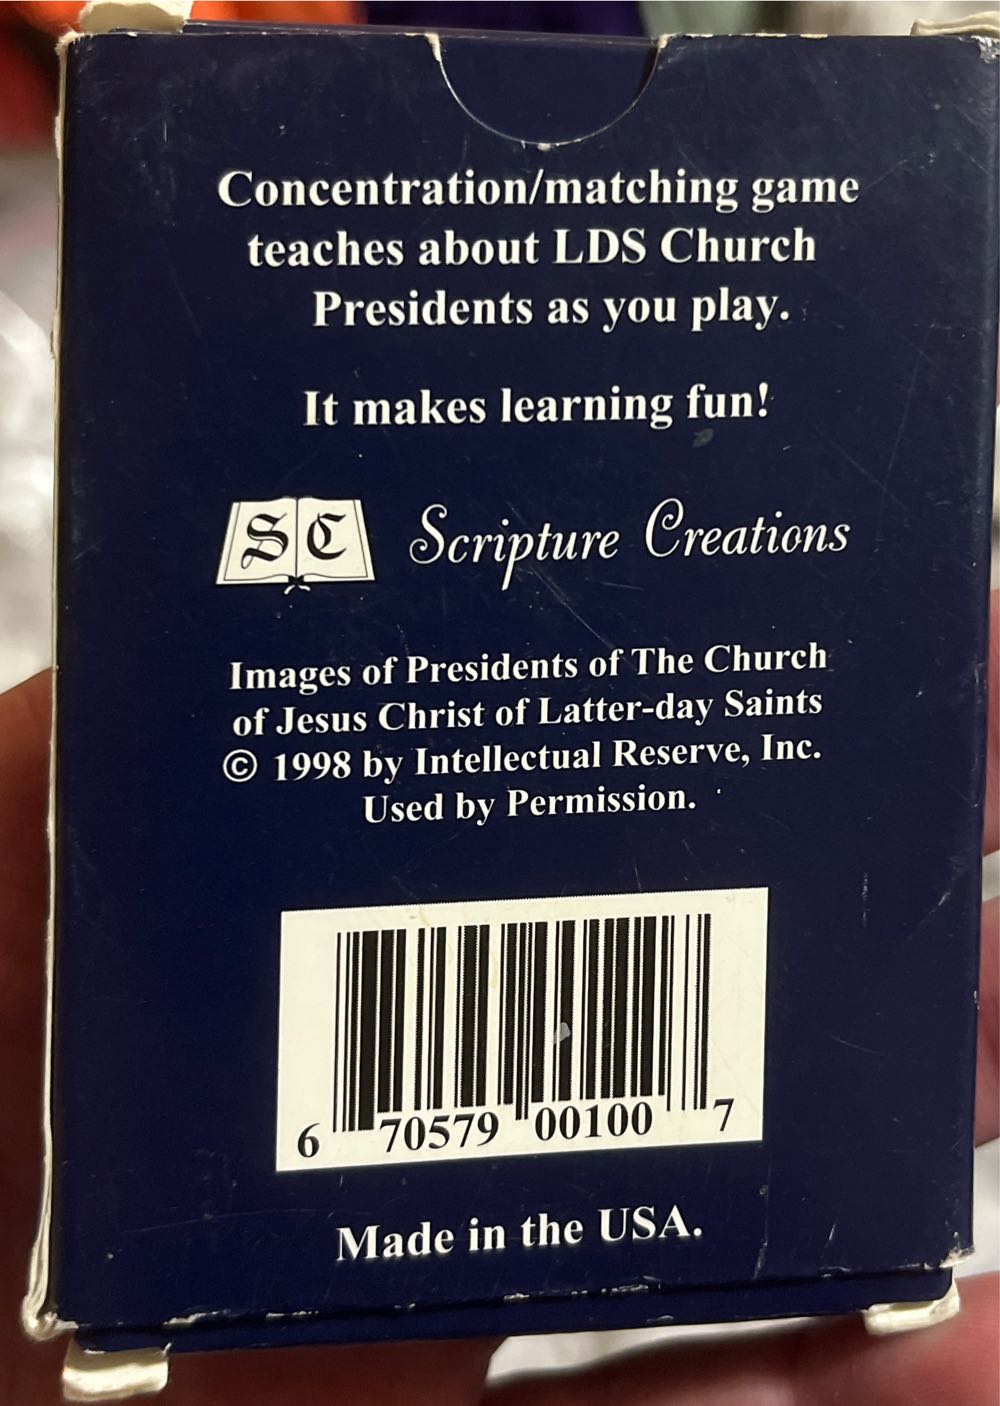 Concentration/matching game
teaches about LDS Church
Presidents as you play.
It makes learning fun!
SC Scripture Creations
Images of Presidents of The Church
of Jesus Christ of Latter-day Saints
© 1998 by Intellectual Reserve, Inc.
Used by Permission.
6 70579 00100 7
Made in the USA.